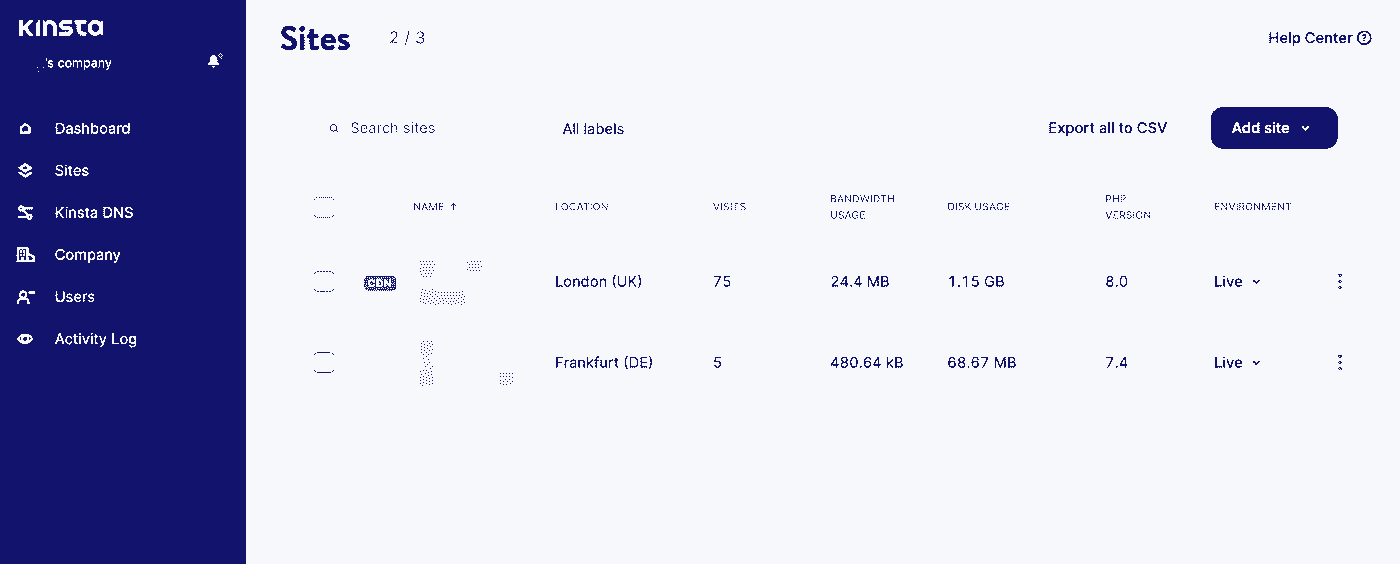 Kinsta
's company
Dashboard
Sites
Kinsta DNS
Company
Users
Activity Log
Sites 2 / 3
Help Center
Search sites
All labels
Export all to CSV
Add site
NAME ↑ LOCATION VISITS BANDWIDTH USAGE DISK USAGE PHP VERSION ENVIRONMENT
CDN London (UK) 75 24.4 MB 1.15 GB 8.0 Live
Frankfurt (DE) 5 480.64 kB 68.67 MB 7.4 Live